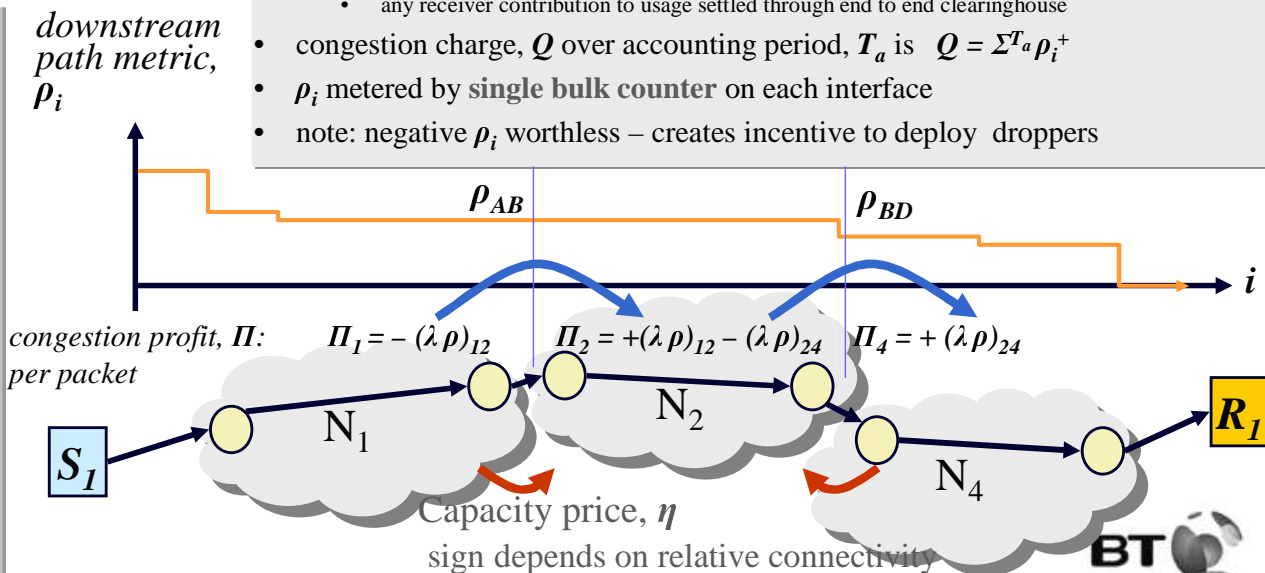 • any receiver contribution to usage settled through end to end clearinghouse
downstream
path metric,
ρi
• congestion charge, Q over accounting period, Ta is Q = Σ^Ta ρi+
• ρi metered by single bulk counter on each interface
• note: negative ρi worthless – creates incentive to deploy droppers
ρAB
ρBD
i
congestion profit, Π:
per packet
Π1 = – (λ ρ)12
Π2 = +(λ ρ)12 – (λ ρ)24
Π4 = + (λ ρ)24
N1
N2
N4
S1
R1
Capacity price, η
sign depends on relative connectivity
BT